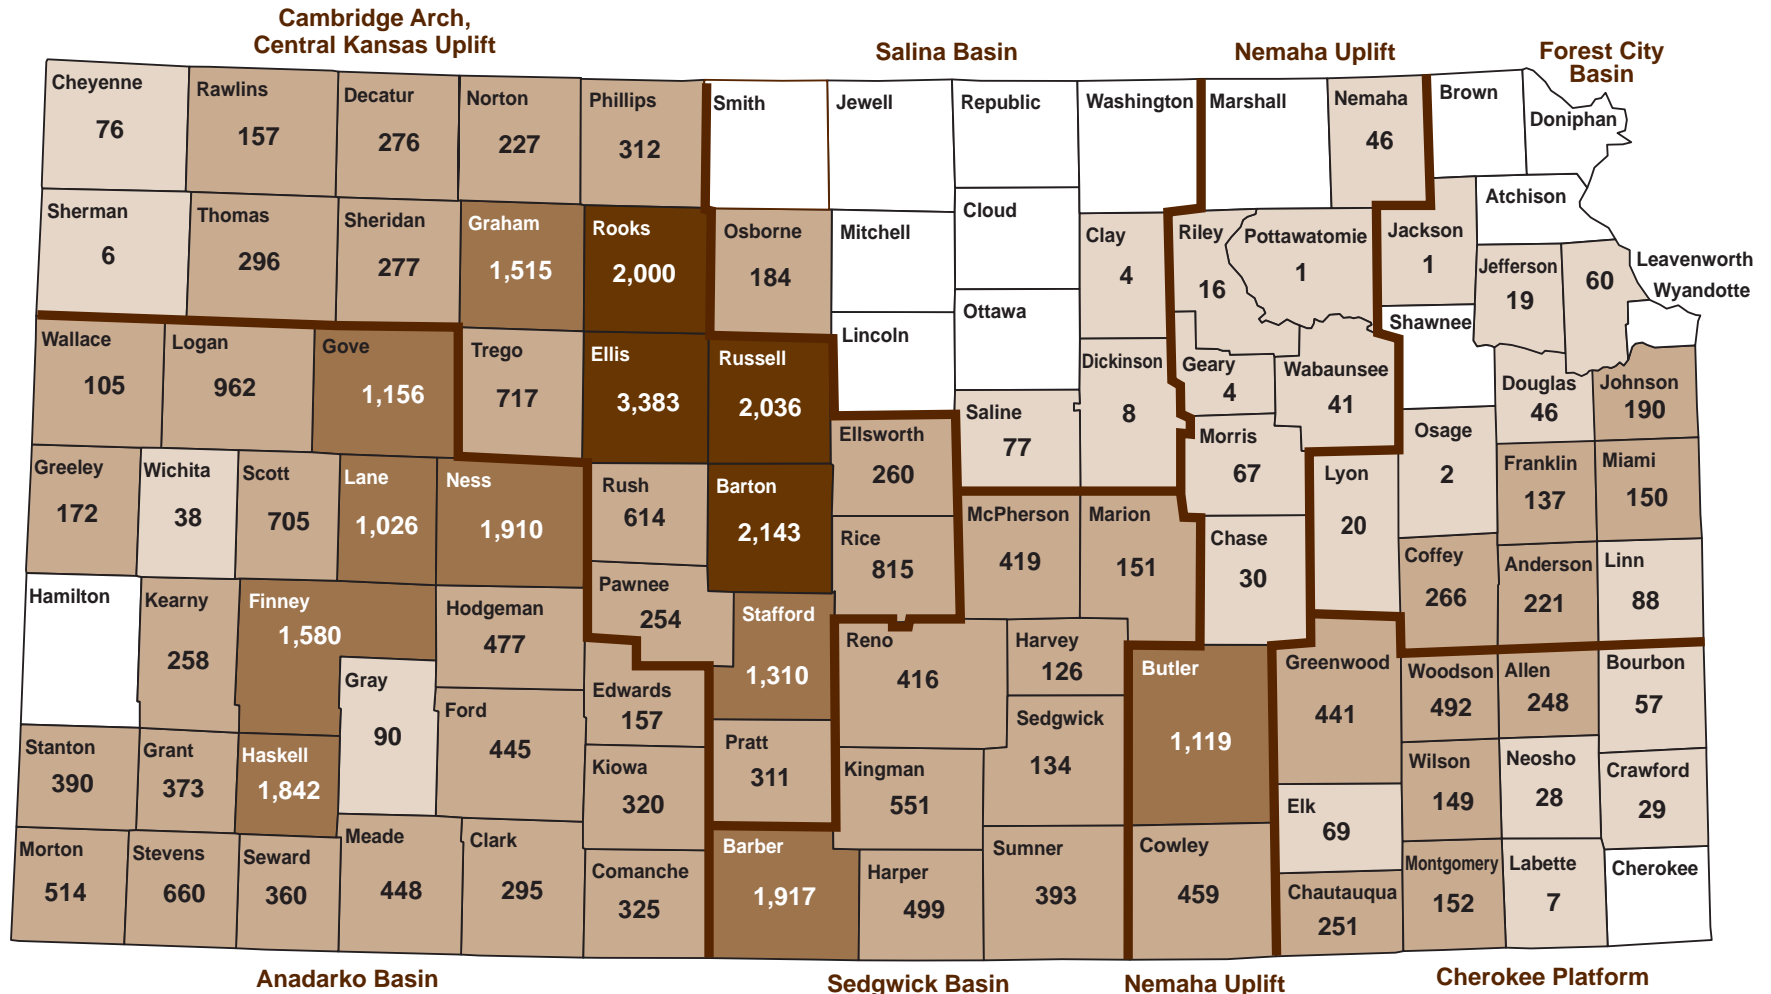 Cambridge Arch,
Central Kansas Uplift
Salina Basin
Nemaha Uplift
Forest City
Basin
Cheyenne
76
Rawlins
157
Decatur
276
Norton
227
Phillips
312
Smith
Jewell
Republic
Washington
Marshall
Nemaha
46
Brown
Doniphan
Sherman
6
Thomas
296
Sheridan
277
Graham
1,515
Rooks
2,000
Osborne
184
Mitchell
Cloud
Clay
4
Riley
16
Pottawatomie
1
Jackson
1
Atchison
Jefferson
19
60
Leavenworth
Wyandotte
Wallace
105
Logan
962
Gove
1,156
Trego
717
Ellis
3,383
Russell
2,036
Lincoln
Ottawa
Dickinson
8
Geary
4
Wabaunsee
41
Shawnee
Douglas
46
Johnson
190
Greeley
172
Wichita
38
Scott
705
Lane
1,026
Ness
1,910
Rush
614
Barton
2,143
Ellsworth
260
Saline
77
Morris
67
Lyon
20
Osage
2
Franklin
137
Miami
150
Rice
815
McPherson
419
Marion
151
Chase
30
Coffey
266
Anderson
221
Linn
88
Hamilton
Kearny
258
Finney
1,580
Hodgeman
477
Pawnee
254
Stafford
1,310
Reno
416
Harvey
126
Butler
1,119
Greenwood
441
Woodson
492
Allen
248
Bourbon
57
Gray
90
Ford
445
Edwards
157
Pratt
311
Kingman
551
Sedgwick
134
Stanton
390
Grant
373
Haskell
1,842
Kiowa
320
Elk
69
Wilson
149
Neosho
28
Crawford
29
Morton
514
Stevens
660
Seward
360
Meade
448
Clark
295
Comanche
325
Barber
1,917
Harper
499
Sumner
393
Cowley
459
Chautauqua
251
Montgomery
152
Labette
7
Cherokee
Anadarko Basin
Sedgwick Basin
Nemaha Uplift
Cherokee Platform